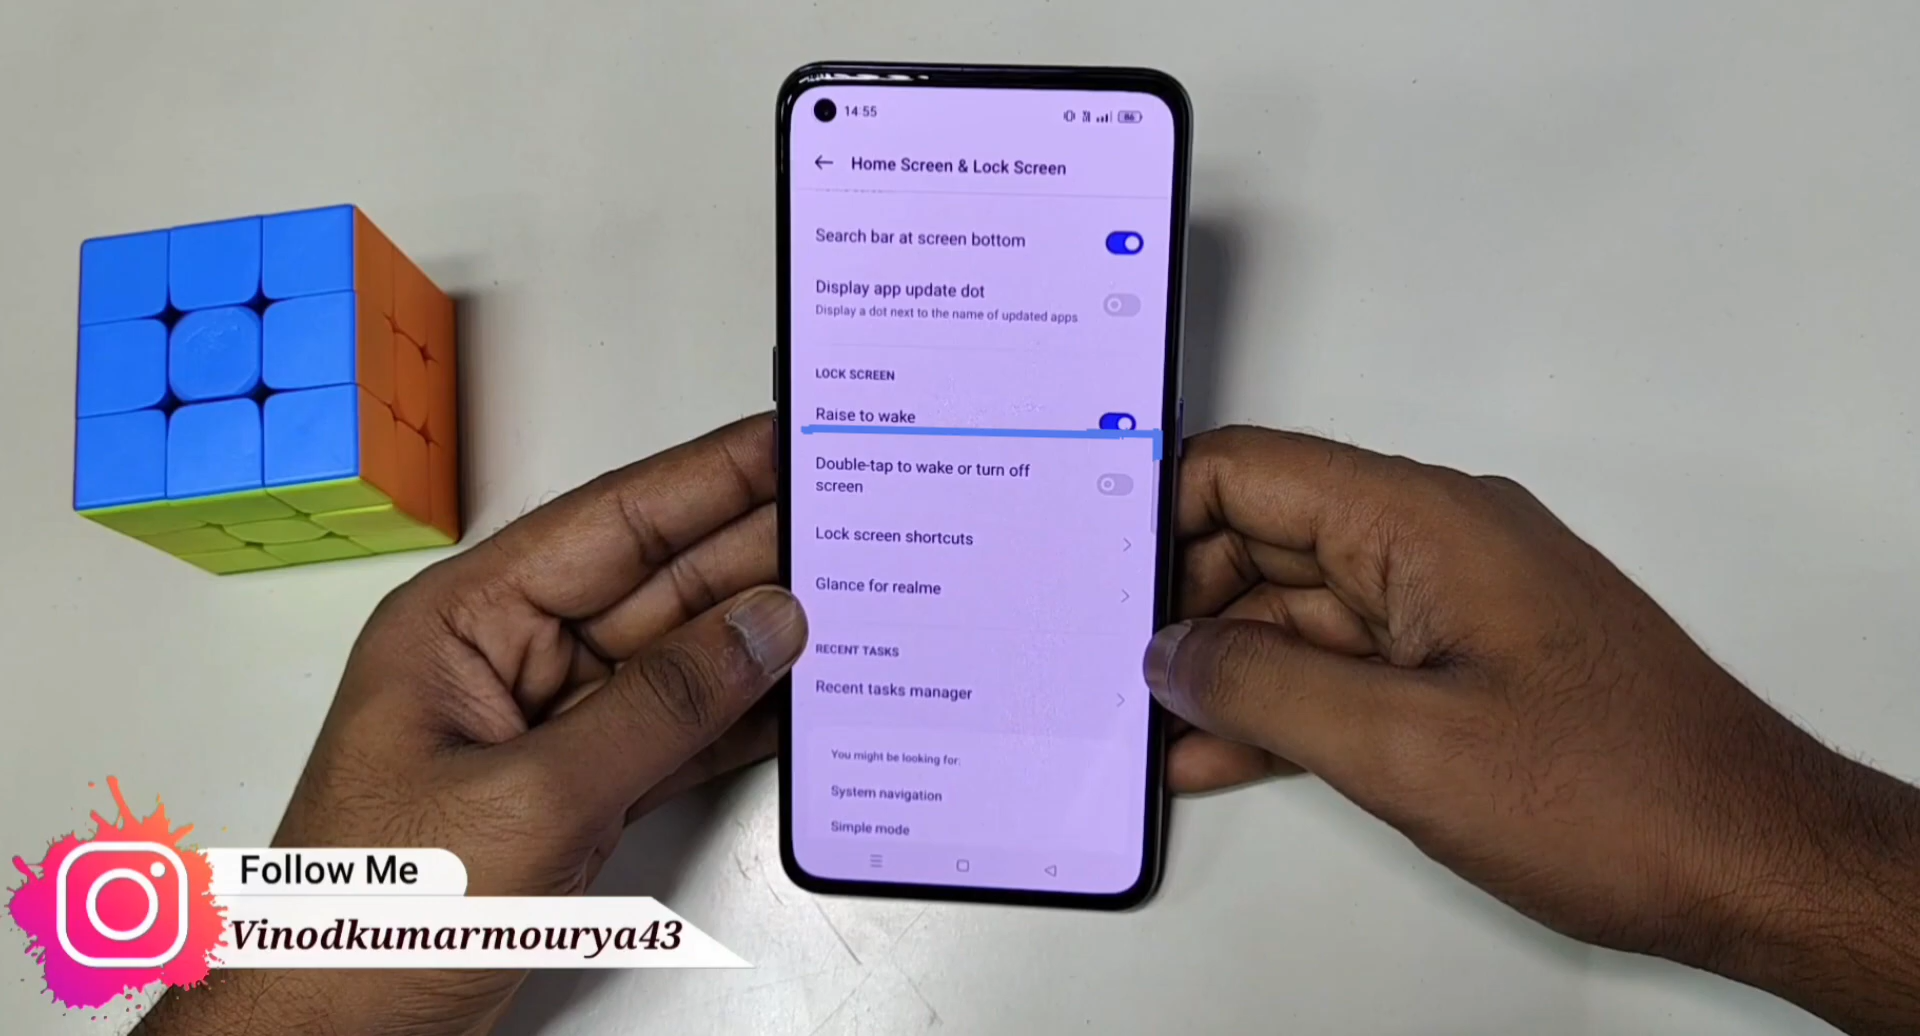 14:55
86
Home Screen & Lock Screen
Search bar at screen bottom
Display app update dot
Display a dot next to the name of updated apps
LOCK SCREEN
Raise to wake
Double-tap to wake or turn off
screen
Lock screen shortcuts
Glance for realme
RECENT TASKS
Recent tasks manager
You might be looking for:
System navigation
Simple mode
Follow Me
Vinodkumarmourya43